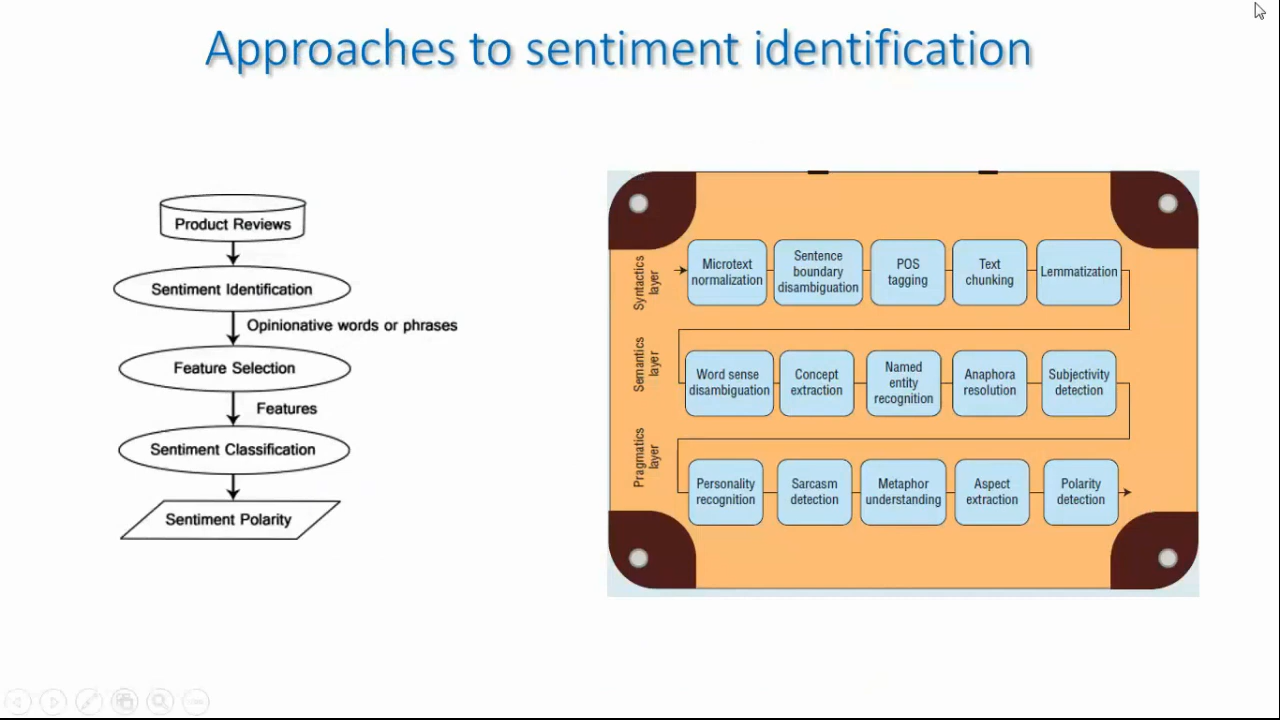 Approaches to sentiment identification
Product Reviews
Sentiment Identification
Opinionative words or phrases
Feature Selection
Features
Sentiment Classification
Sentiment Polarity
Syntactics
layer
Microtext
normalization
Sentence
boundary
disambiguation
POS
tagging
Text
chunking
Lemmatization
Semantics
layer
Word sense
disambiguation
Concept
extraction
Named
entity
recognition
Anaphora
resolution
Subjectivity
detection
Pragmatics
layer
Personality
recognition
Sarcasm
detection
Metaphor
understanding
Aspect
extraction
Polarity
detection